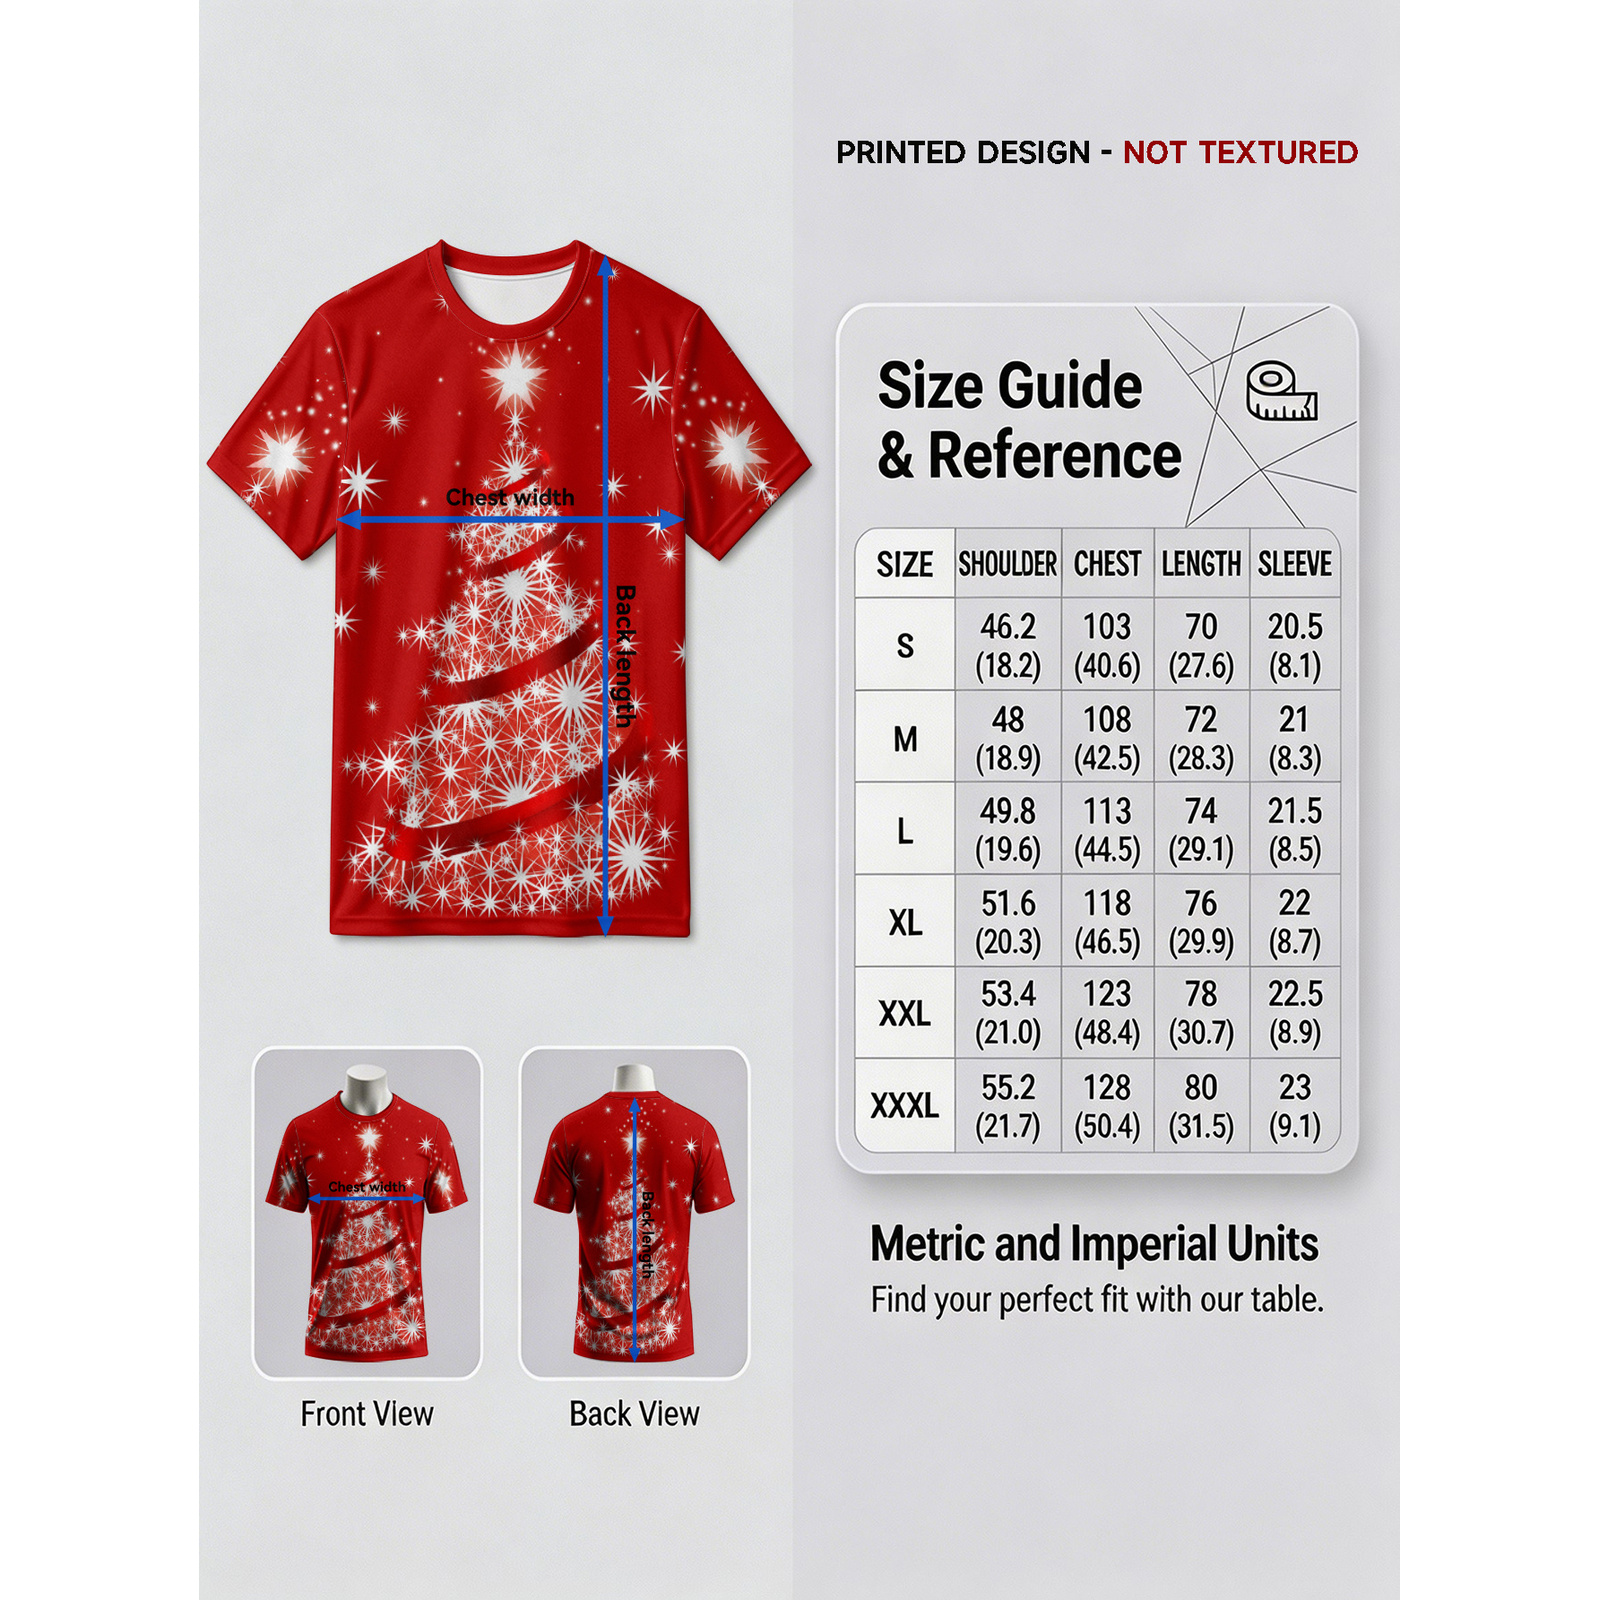 PRINTED DESIGN - NOT TEXTURED
Chest width
Back length
Size Guide
& Reference
SIZE SHOULDER CHEST LENGTH SLEEVE
S 46.2 (18.2) 103 (40.6) 70 (27.6) 20.5 (8.1)
M 48 (18.9) 108 (42.5) 72 (28.3) 21 (8.3)
L 49.8 (19.6) 113 (44.5) 74 (29.1) 21.5 (8.5)
XL 51.6 (20.3) 118 (46.5) 76 (29.9) 22 (8.7)
XXL 53.4 (21.0) 123 (48.4) 78 (30.7) 22.5 (8.9)
XXXL 55.2 (21.7) 128 (50.4) 80 (31.5) 23 (9.1)
Metric and Imperial Units
Find your perfect fit with our table.
Chest width
Back length
Front View
Back View